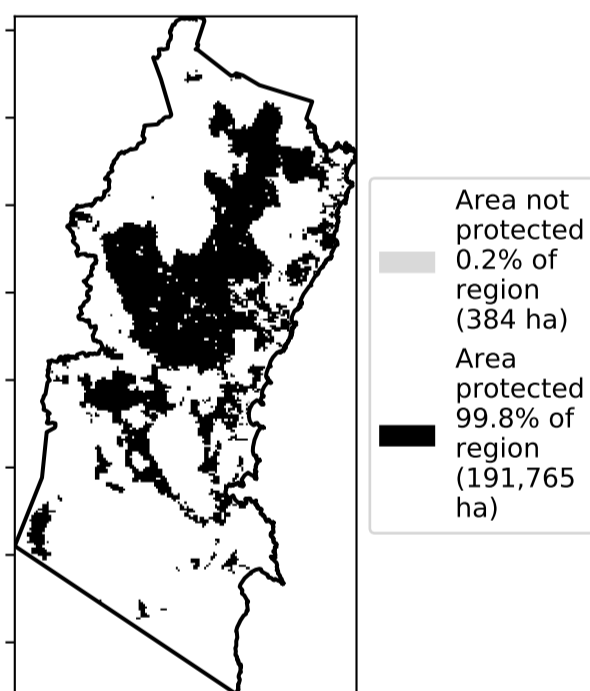 Area not
protected
0.2% of
region
(384 ha)
Area
protected
99.8% of
region
(191,765
ha)